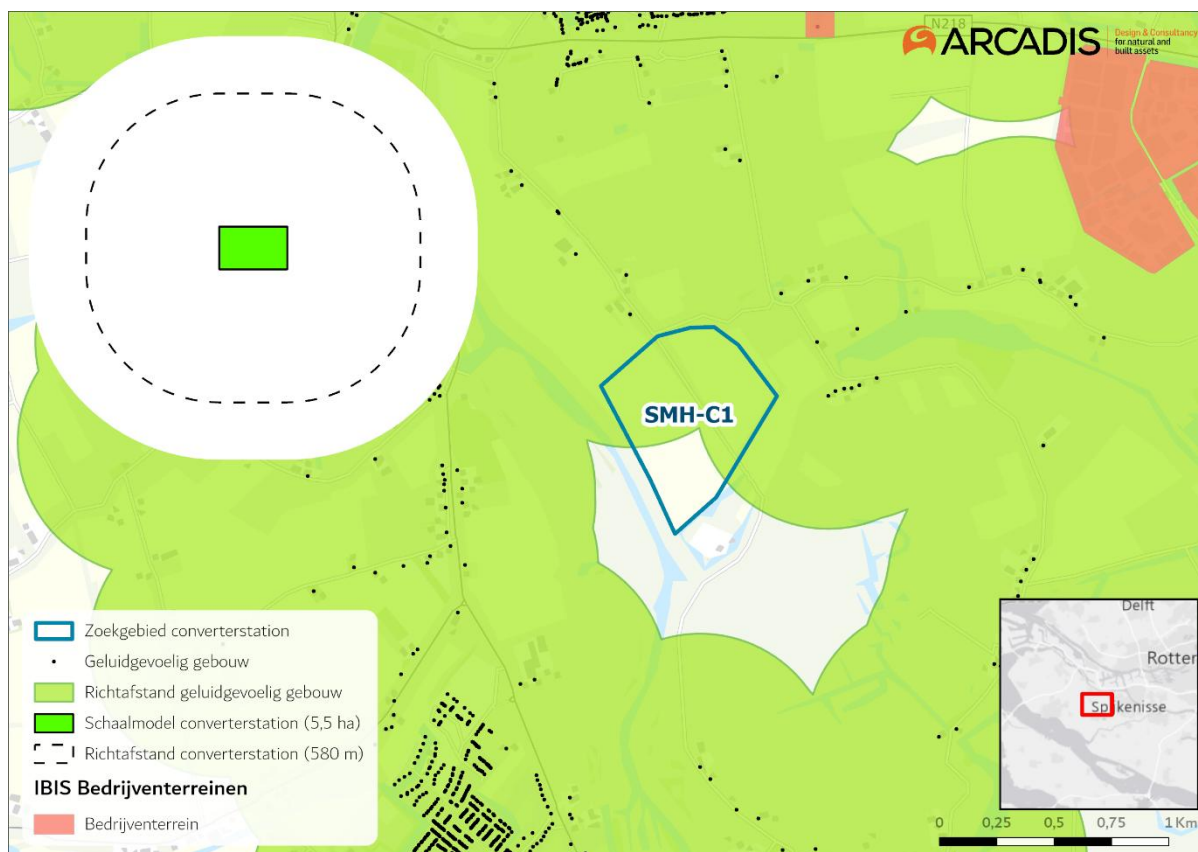 N218
ARCADIS
Design & Consultancy
for natural and
built assets
SMH-C1
Zoekgebied converterstation
Geluidgevoelig gebouw
Richtafstand geluidgevoelig gebouw
Schaalmodel converterstation (5,5 ha)
Richtafstand converterstation (580 m)
IBIS Bedrijventerreinen
Bedrijventerrein
Delft
Rotter
Spijkenisse
0 0,25 0,5 0,75 1 Km